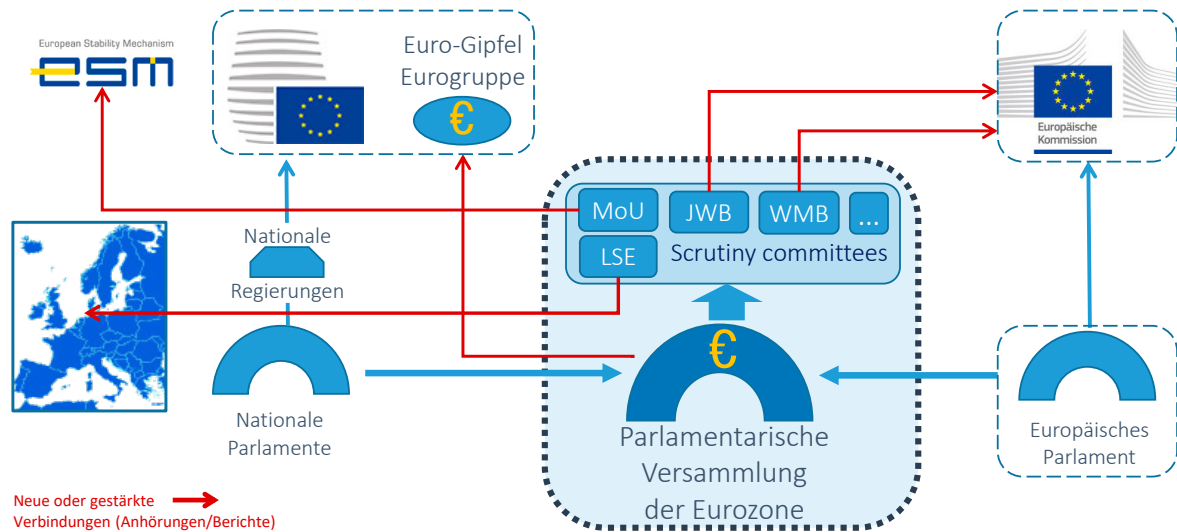 European Stability Mechanism
esm
Euro-Gipfel
Eurogruppe
€
Europäische
Kommission
MoU
JWB
WMB
...
LSE
Scrutiny committees
Nationale
Regierungen
€
Nationale
Parlamente
Parlamentarische
Versammlung
der Eurozone
Europäisches
Parlament
Neue oder gestärkte
Verbindungen (Anhörungen/Berichte)